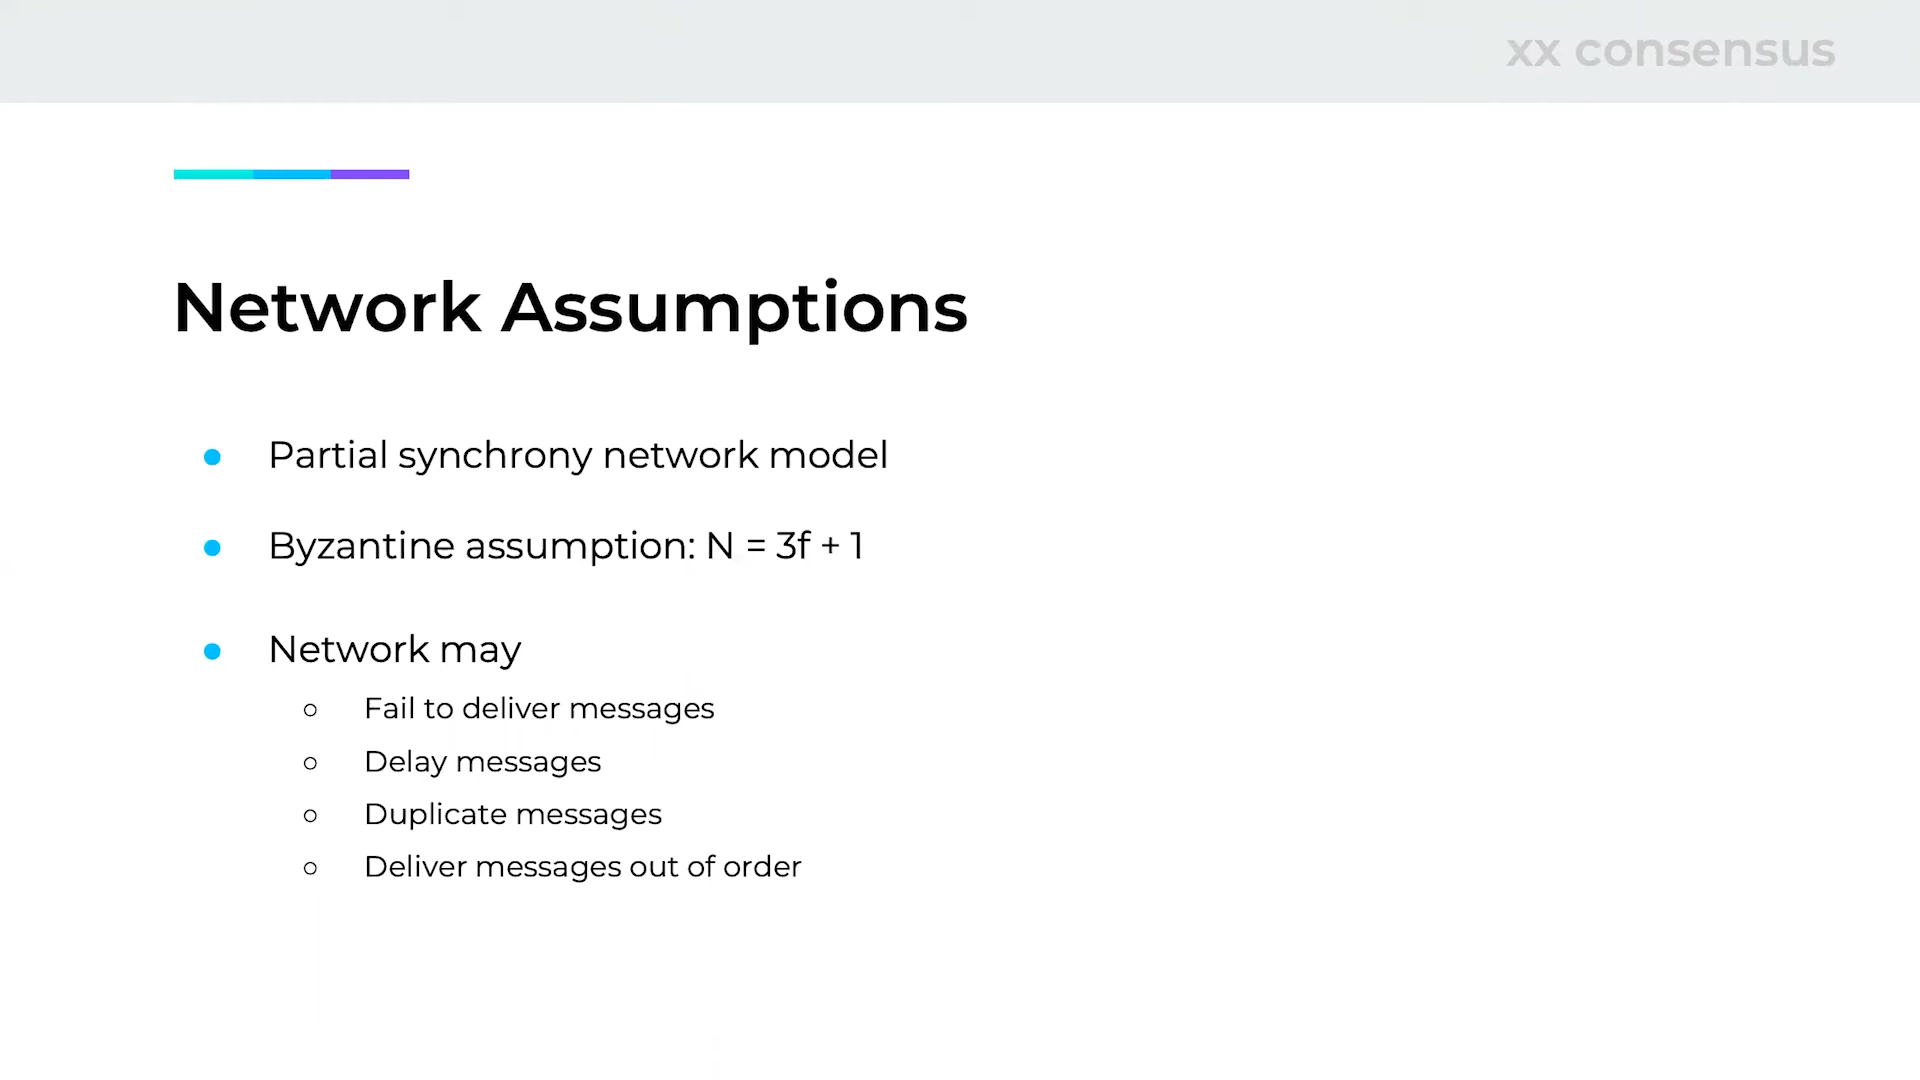 xx consensus
Network Assumptions
● Partial synchrony network model
● Byzantine assumption: N = 3f + 1
● Network may
○ Fail to deliver messages
○ Delay messages
○ Duplicate messages
○ Deliver messages out of order